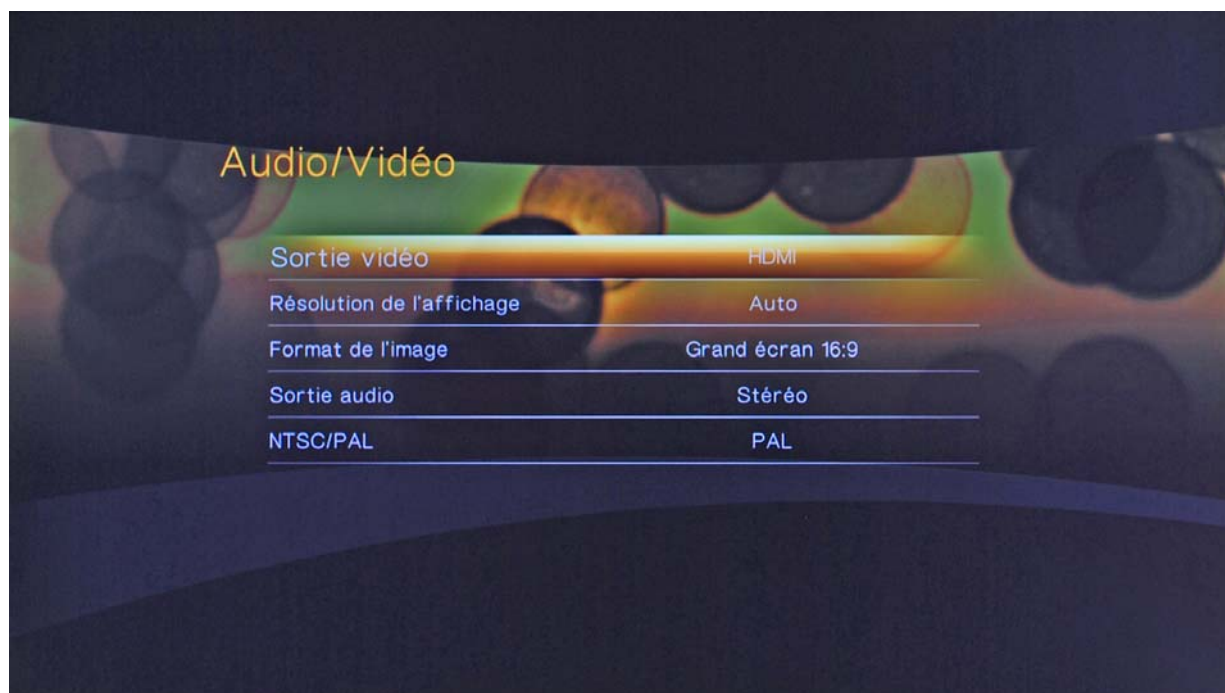 Audio/Vidéo
Sortie vidéo HDMI
Résolution de l'affichage Auto
Format de l'image Grand écran 16:9
Sortie audio Stéréo
NTSC/PAL PAL